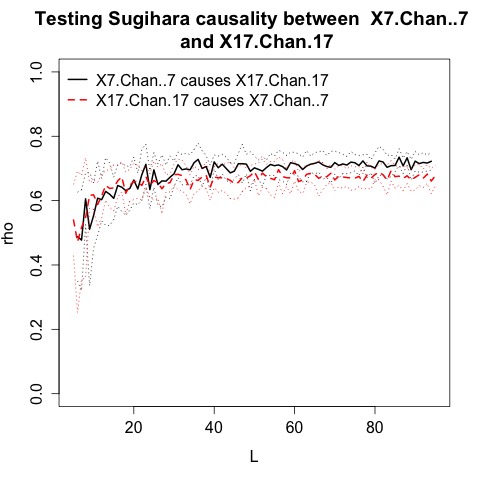 Testing Sugihara causality between  X7.Chan..7
and X17.Chan.17
X7.Chan..7 causes X17.Chan.17
X17.Chan.17 causes X7.Chan..7
rho
1.0
0.8
0.6
0.4
0.2
0.0
20 40 60 80
L